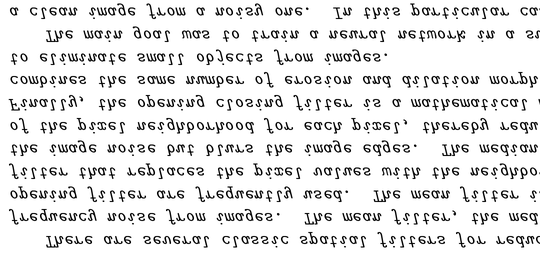 There are several classic spatial filters for redu
frequency noise from images. The mean filter, the med
opening filter are frequently used. The mean filter i
filter that replaces the pixel values with the neighbo
the image noise but blurs the image edges. The median
of the pixel neighborhood for each pixel, thereby redu
Finally, the opening closing filter is a mathematical
combines the same number of erosion and dilation morph
to eliminate small objects from images.
The main goal was to train a neural network in a su
a clean image from a noisy one. In this particular ca